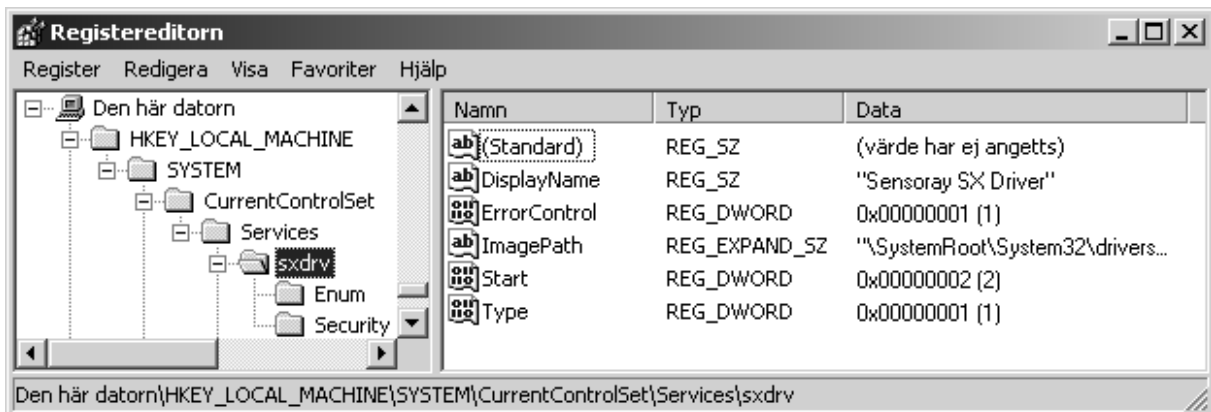 Registereditorn
Register Redigera Visa Favoriter Hjälp
Den här datorn
HKEY_LOCAL_MACHINE
SYSTEM
CurrentControlSet
Services
sxdrv
Enum
Security
Namn Typ Data
(Standard) REG_SZ (värde har ej angetts)
DisplayName REG_SZ "Sensoray SX Driver"
ErrorControl REG_DWORD 0x00000001 (1)
ImagePath REG_EXPAND_SZ "\SystemRoot\System32\drivers...
Start REG_DWORD 0x00000002 (2)
Type REG_DWORD 0x00000001 (1)
Den här datorn\HKEY_LOCAL_MACHINE\SYSTEM\CurrentControlSet\Services\sxdrv